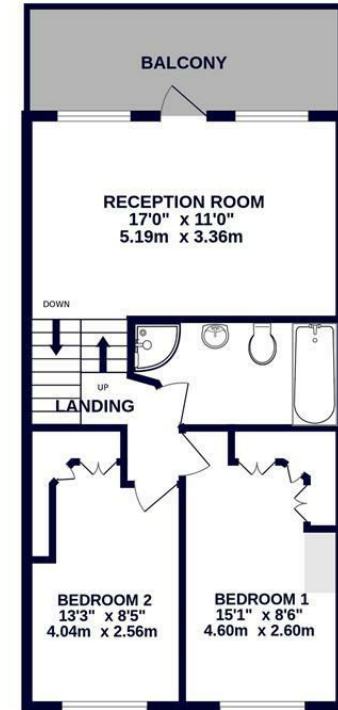 BALCONY
RECEPTION ROOM
17'0" x 11'0"
5.19m x 3.36m
DOWN
UP
LANDING
BEDROOM 2
13'3" x 8'5"
4.04m x 2.56m
BEDROOM 1
15'1" x 8'6"
4.60m x 2.60m